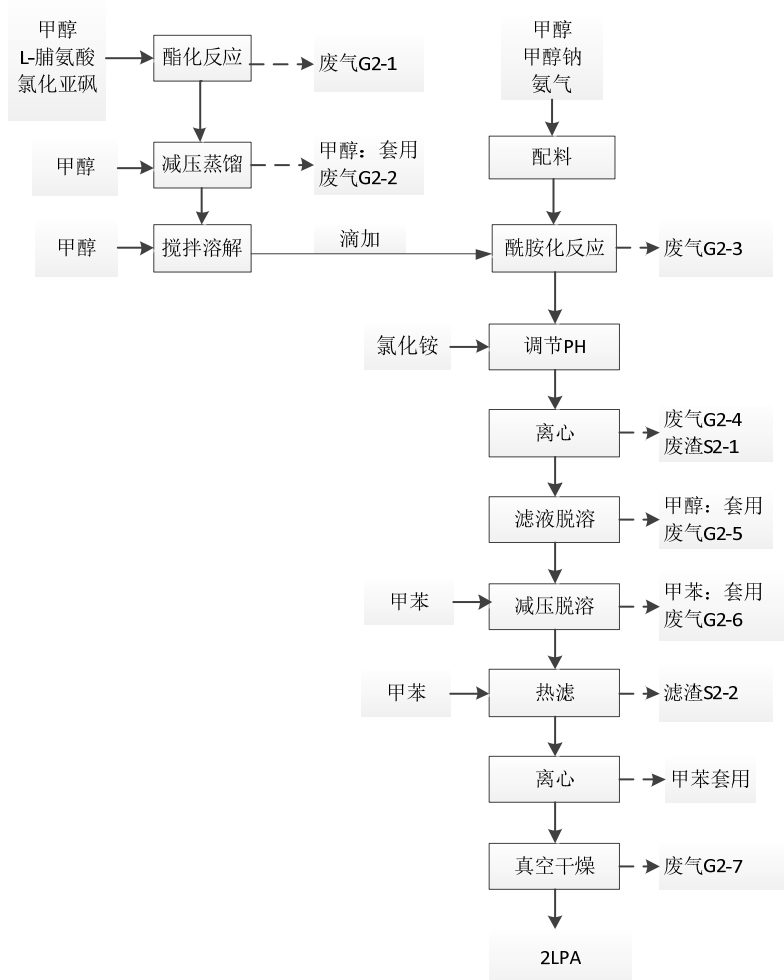 甲醇
L-脯氨酸
氯化亚砜
酯化反应
废气G2-1
甲醇
甲醇钠
氨气
甲醇
减压蒸馏
甲醇：套用
废气G2-2
配料
甲醇
搅拌溶解
滴加
酰胺化反应
废气G2-3
氯化铵
调节PH
离心
废气G2-4
废渣S2-1
滤液脱溶
甲醇：套用
废气G2-5
甲苯
减压脱溶
甲苯：套用
废气G2-6
甲苯
热滤
滤渣S2-2
离心
甲苯套用
真空干燥
废气G2-7
2LPA